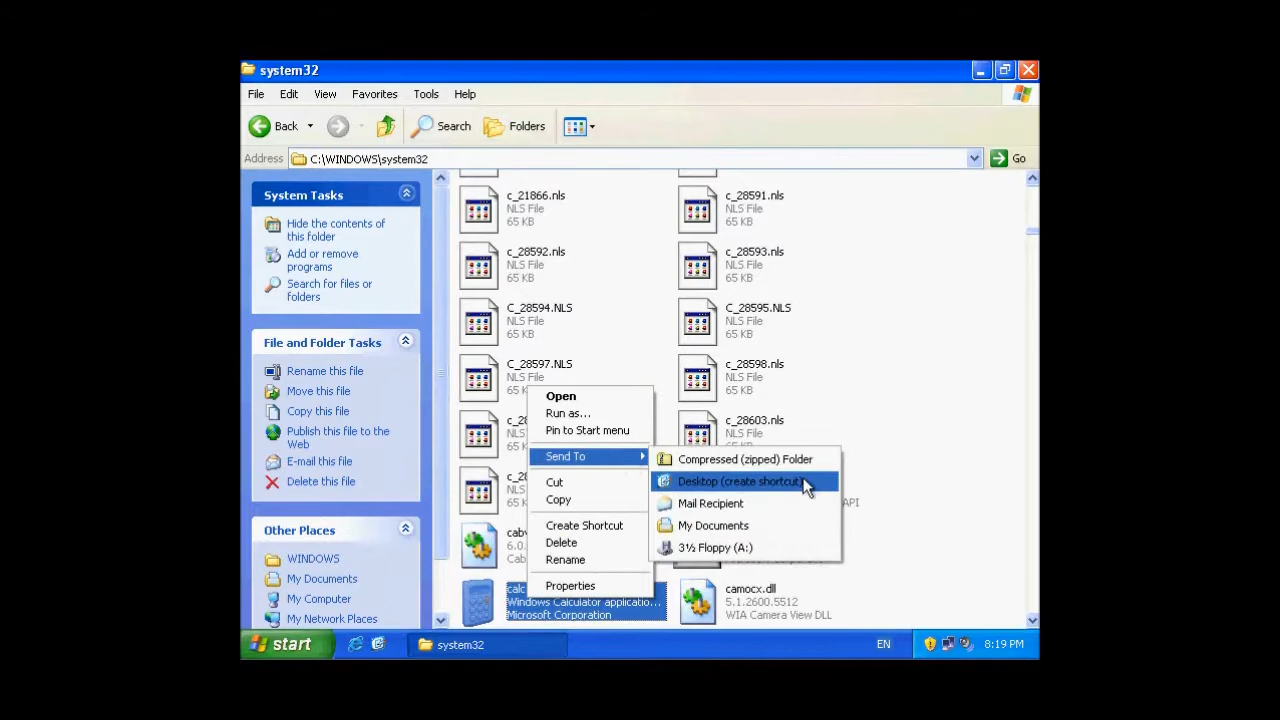 system32
File Edit View Favorites Tools Help
Back Search Folders
Address C:\WINDOWS\system32 Go
System Tasks
Hide the contents of
this folder
Add or remove
programs
Search for files or
folders
File and Folder Tasks
Rename this file
Move this file
Copy this file
Publish this file to the
Web
E-mail this file
Delete this file
Other Places
WINDOWS
My Documents
My Computer
My Network Places
c_21866.nls
NLS File
65 KB
c_28591.nls
NLS File
65 KB
c_28592.nls
NLS File
65 KB
c_28593.nls
NLS File
65 KB
C_28594.NLS
NLS File
65 KB
C_28595.NLS
NLS File
65 KB
C_28597.NLS
NLS File
65 K
c_28598.nls
NLS File
65 KB
c_28603.nls
NLS File
Open
Run as...
Pin to Start menu
Send To
Cut
Copy
Create Shortcut
Delete
Rename
Properties
Compressed (zipped) Folder
Desktop (create shortcut)
Mail Recipient
My Documents
3½ Floppy (A:)
API
cab
6.0.
Cab
calc
Windows Calculator applicatio...
Microsoft Corporation
camocx.dll
5.1.2600.5512
WIA Camera View DLL
start system32 EN 8:19 PM